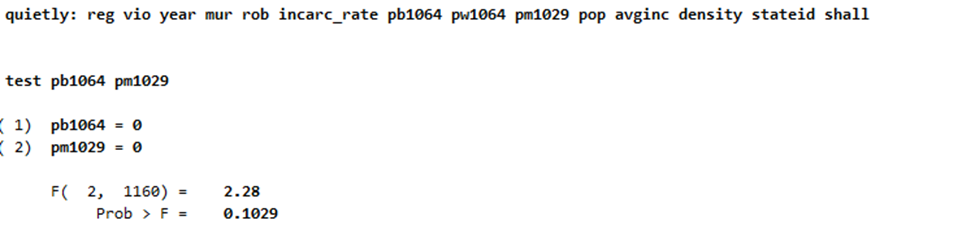 quietly: reg vio year mur rob incarc_rate pb1064 pw1064 pm1029 pop avginc density stateid shall
test pb1064 pm1029
( 1) pb1064 = 0
( 2) pm1029 = 0
F( 2, 1160) = 2.28
Prob > F = 0.1029